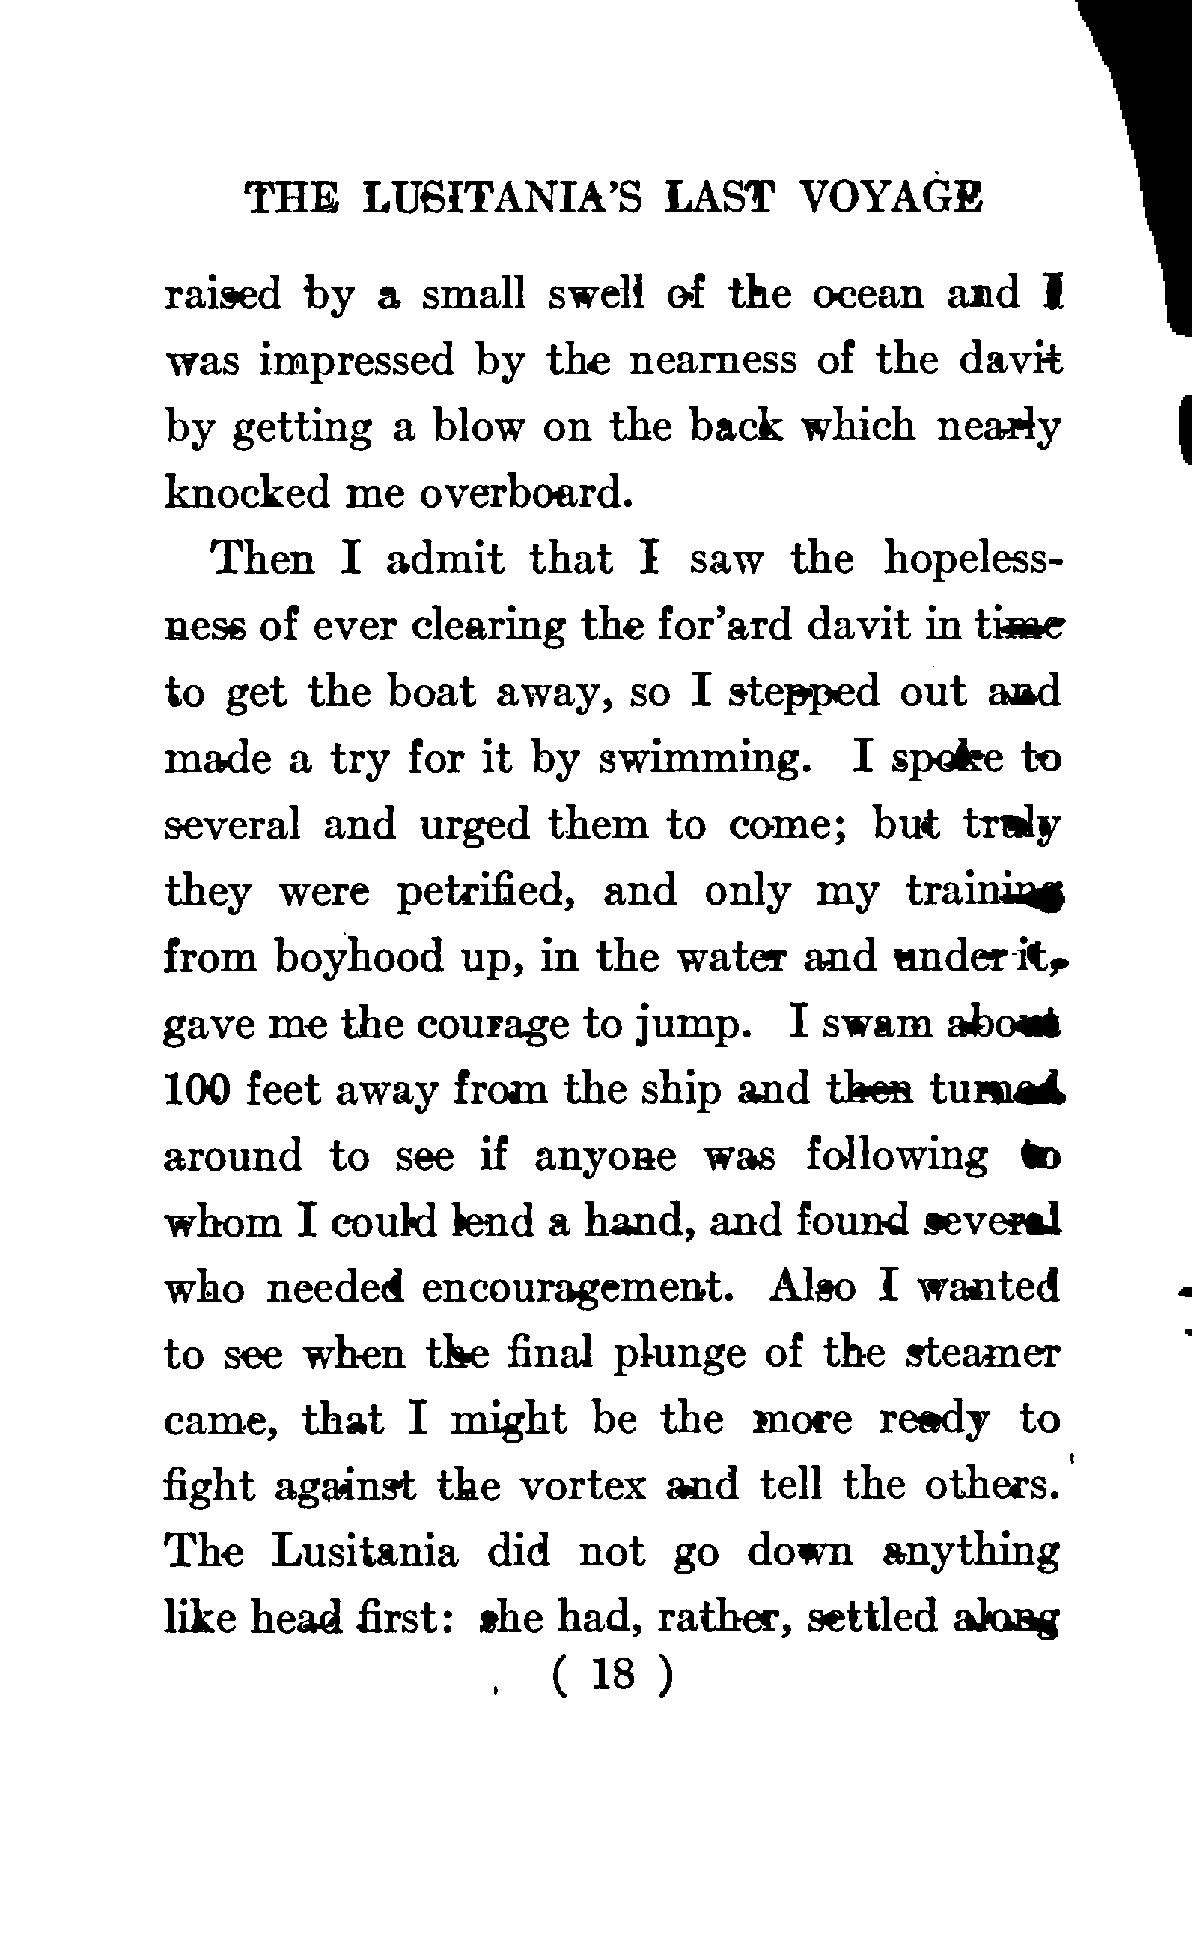 THE LUSITANIA'S LAST VOYAGE
raised by a small swell of the ocean and I
was impressed by the nearness of the davit
by getting a blow on the back which nearly
knocked me overboard.
Then I admit that I saw the hopeless-
ness of ever clearing the for'ard davit in time
to get the boat away, so I stepped out and
made a try for it by swimming. I spoke to
several and urged them to come; but truly
they were petrified, and only my training
from boyhood up, in the water and under it,
gave me the courage to jump. I swam about
100 feet away from the ship and then turned
around to see if anyone was following to
whom I could lend a hand, and found several
who needed encouragement. Also I wanted
to see when the final plunge of the steamer
came, that I might be the more ready to
fight against the vortex and tell the others.
The Lusitania did not go down anything
like head first: she had, rather, settled along
( 18 )